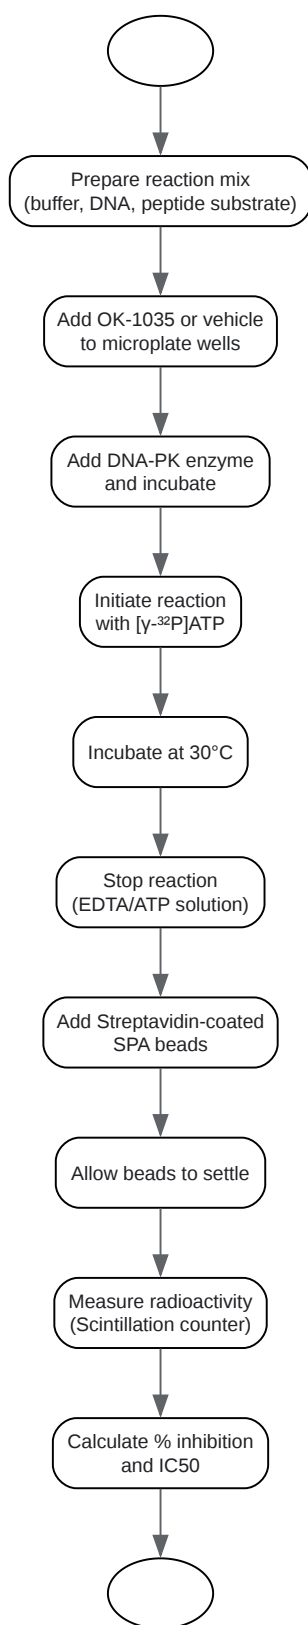 Prepare reaction mix
(buffer, DNA, peptide substrate)
Add OK-1035 or vehicle
to microplate wells
Add DNA-PK enzyme
and incubate
Initiate reaction
with [γ-³²P]ATP
Incubate at 30°C
Stop reaction
(EDTA/ATP solution)
Add Streptavidin-coated
SPA beads
Allow beads to settle
Measure radioactivity
(Scintillation counter)
Calculate % inhibition
and IC50